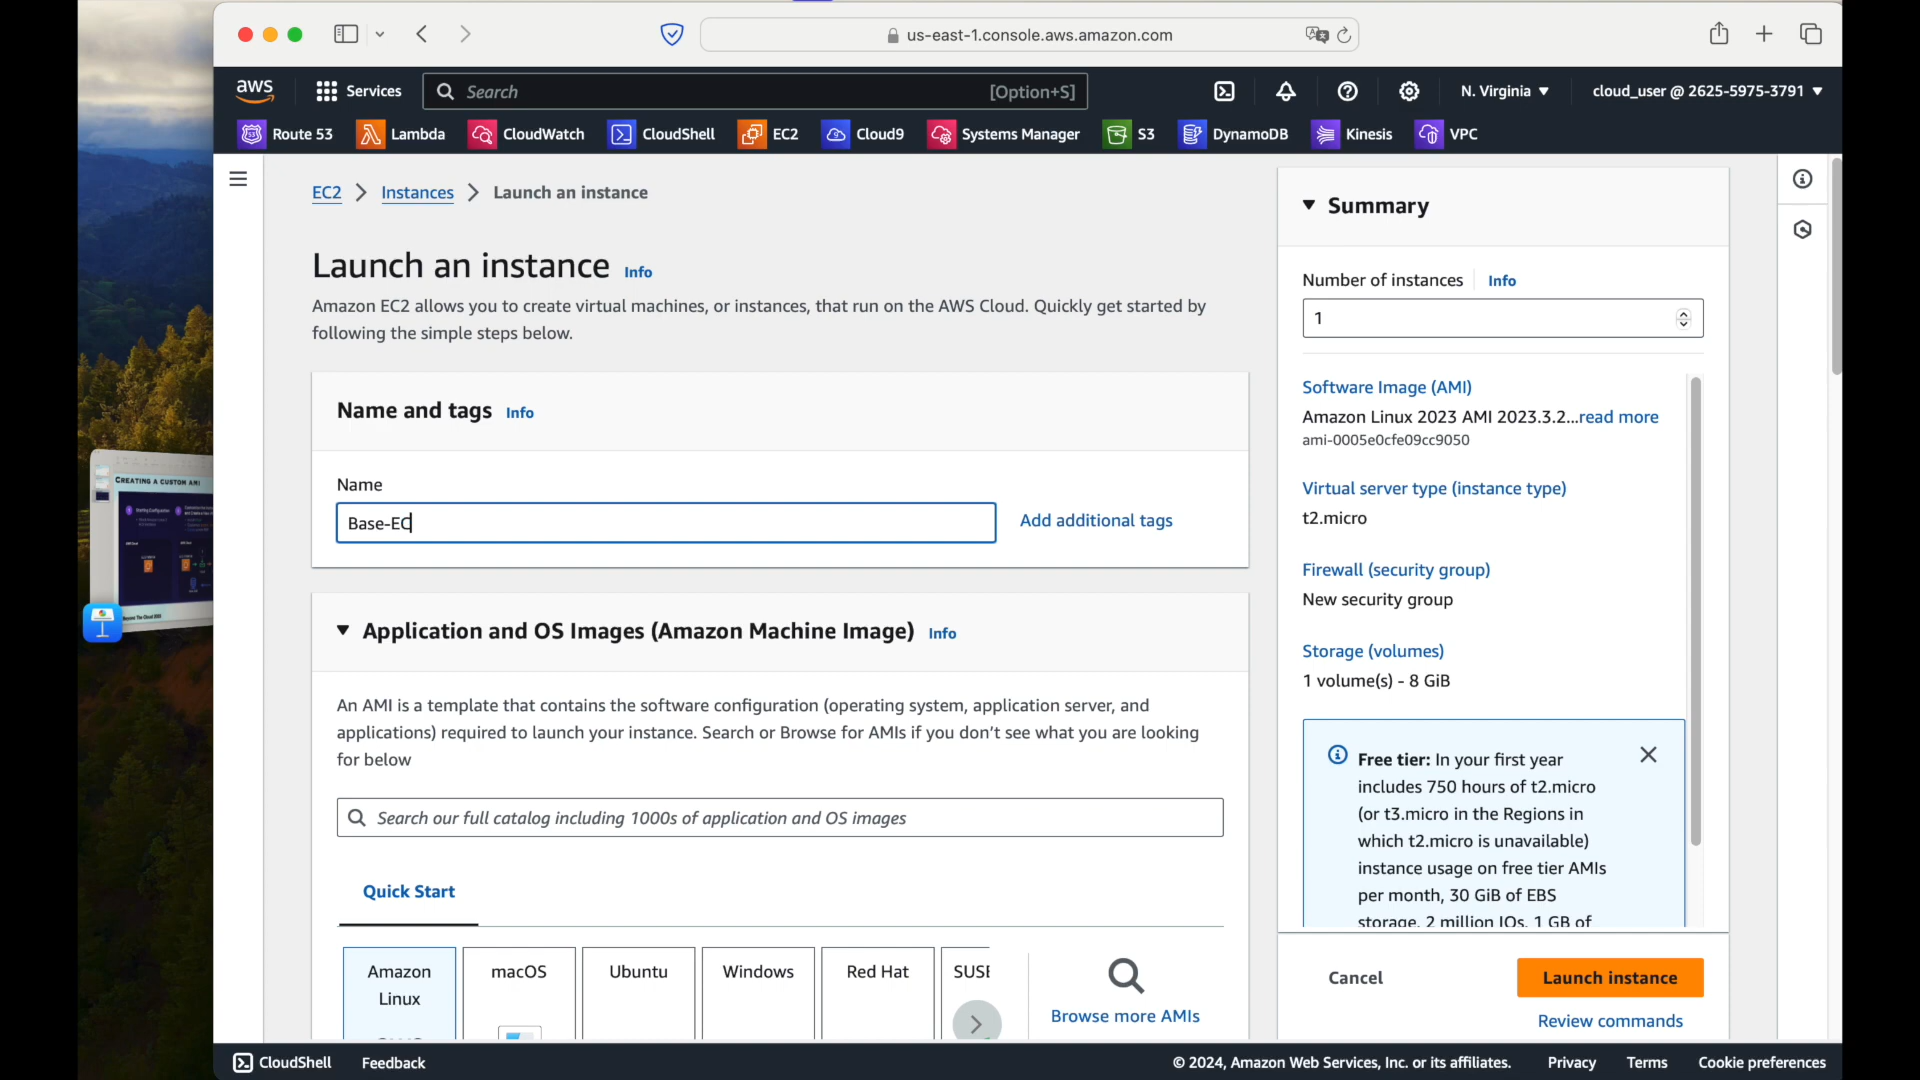 us-east-1.console.aws.amazon.com
aws
Services
Search
[Option+S]
N. Virginia
cloud_user @ 2625-5975-3791
Route 53
Lambda
CloudWatch
CloudShell
EC2
Cloud9
Systems Manager
S3
DynamoDB
Kinesis
VPC
EC2
Instances
Launch an instance
Launch an instance
Info
Amazon EC2 allows you to create virtual machines, or instances, that run on the AWS Cloud. Quickly get started by
following the simple steps below.
Name and tags
Info
Name
Base-EC
Add additional tags
Application and OS Images (Amazon Machine Image)
Info
An AMI is a template that contains the software configuration (operating system, application server, and
applications) required to launch your instance. Search or Browse for AMIs if you don't see what you are looking
for below
Search our full catalog including 1000s of application and OS images
Quick Start
Amazon
Linux
macOS
Ubuntu
Windows
Red Hat
SUSE
Browse more AMIs
Summary
Number of instances
Info
1
Software Image (AMI)
Amazon Linux 2023 AMI 2023.3.2...read more
ami-0005e0cfe09cc9050
Virtual server type (instance type)
t2.micro
Firewall (security group)
New security group
Storage (volumes)
1 volume(s) - 8 GiB
Free tier: In your first year
includes 750 hours of t2.micro
(or t3.micro in the Regions in
which t2.micro is unavailable)
instance usage on free tier AMIs
per month, 30 GiB of EBS
storage, 2 million IOs, 1 GB of
Cancel
Launch instance
Review commands
CREATING A CUSTOM AMI
CloudShell
Feedback
© 2024, Amazon Web Services, Inc. or its affiliates.
Privacy
Terms
Cookie preferences